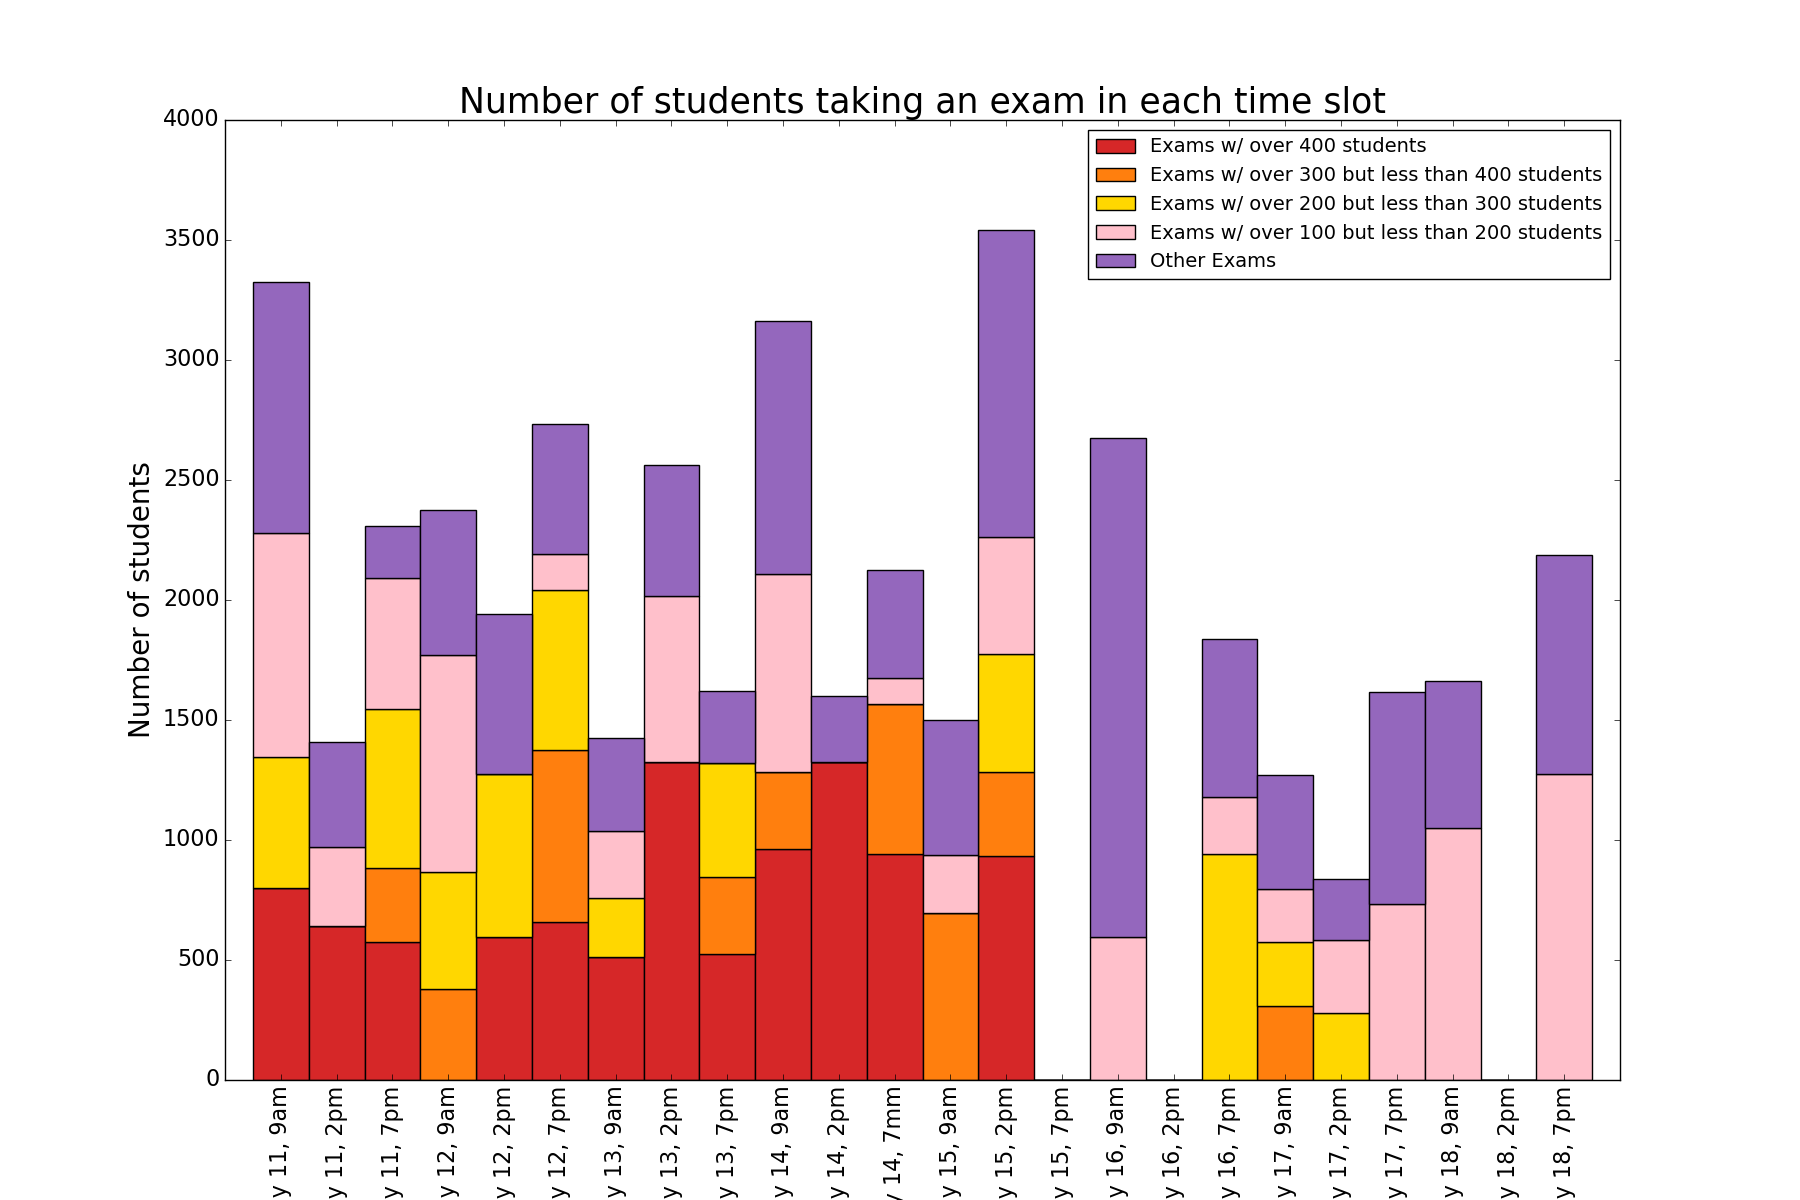 Number of students taking an exam in each time slot
Exams w/ over 400 students
Exams w/ over 300 but less than 400 students
Exams w/ over 200 but less than 300 students
Exams w/ over 100 but less than 200 students
Other Exams
Number of students
4000
3500
3000
2500
2000
1500
1000
500
0
y 11, 9am
y 11, 2pm
y 11, 7pm
y 12, 9am
y 12, 2pm
y 12, 7pm
y 13, 9am
y 13, 2pm
y 13, 7pm
y 14, 9am
y 14, 2pm
y 14, 7mm
y 15, 9am
y 15, 2pm
y 15, 7pm
y 16, 9am
y 16, 2pm
y 16, 7pm
y 17, 9am
y 17, 2pm
y 17, 7pm
y 18, 9am
y 18, 2pm
y 18, 7pm